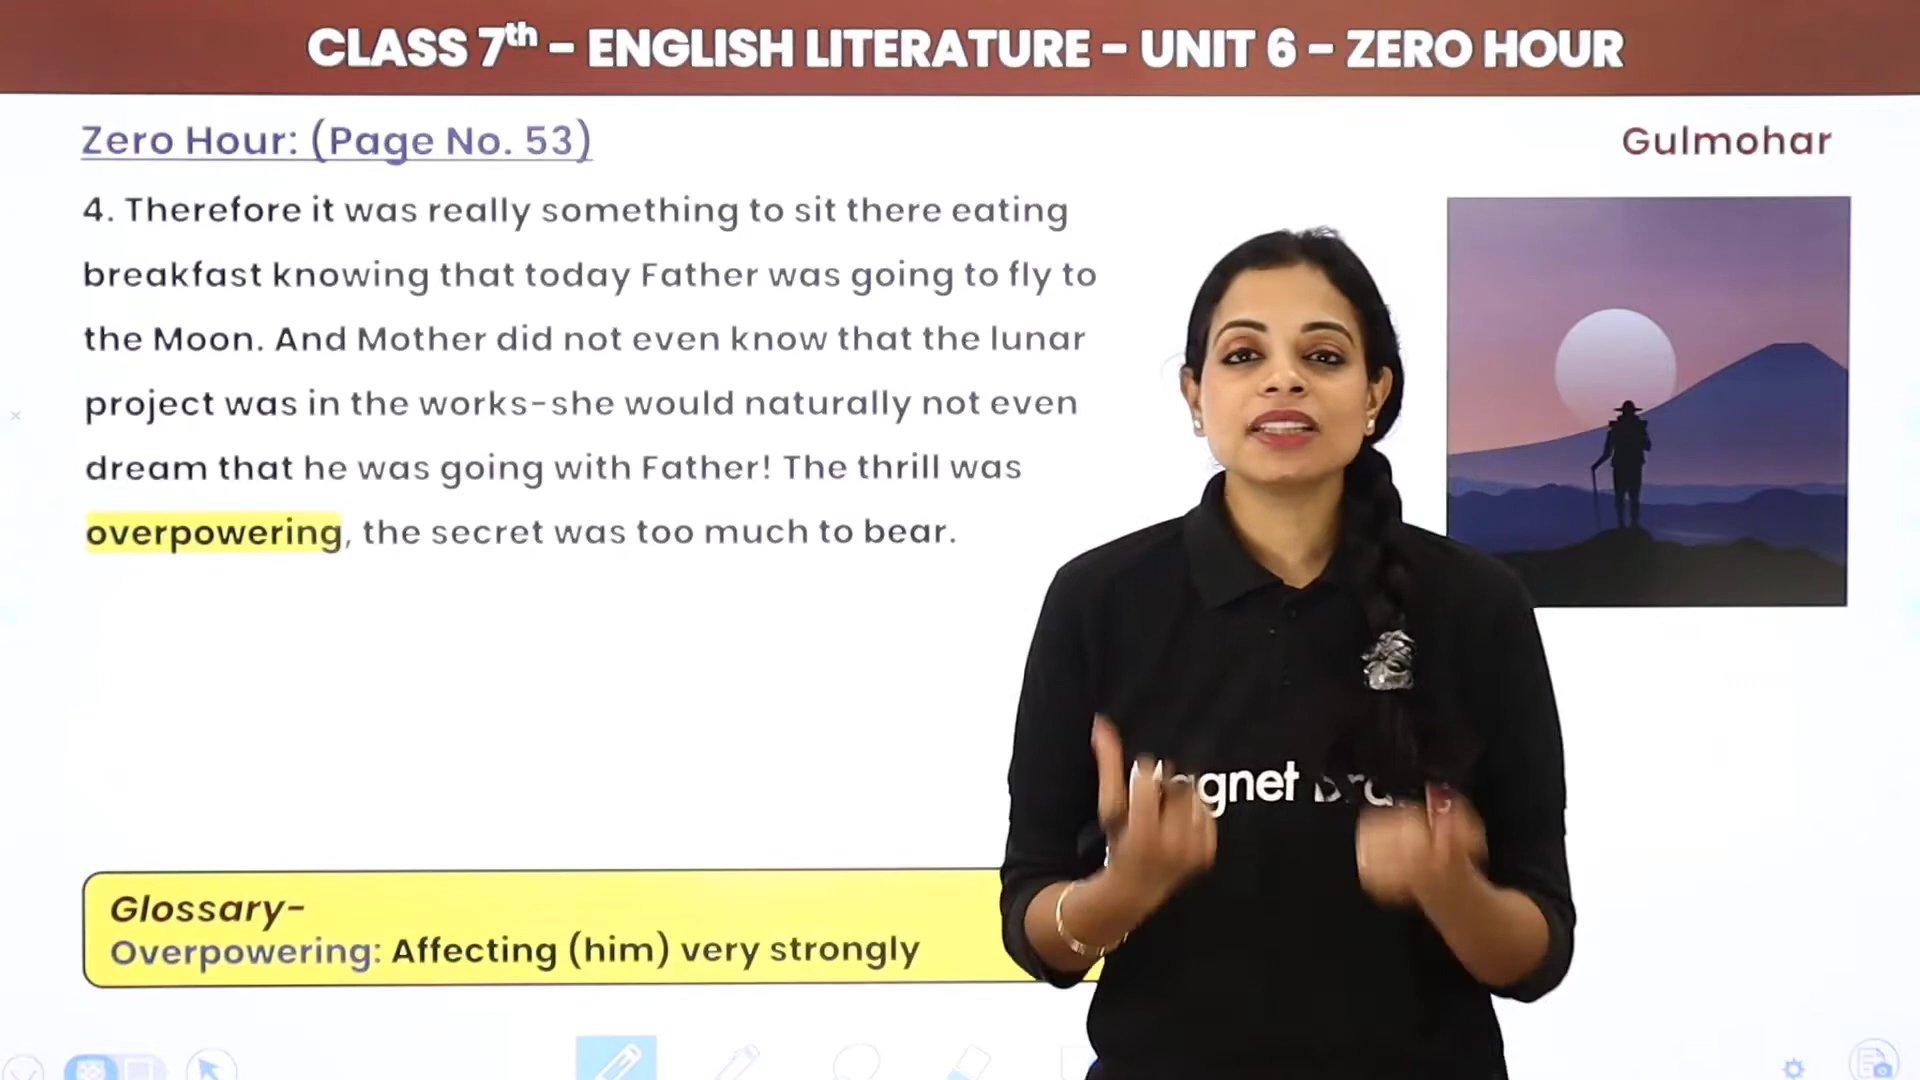 CLASS 7th – ENGLISH LITERATURE – UNIT 6 – ZERO HOUR
Zero Hour: (Page No. 53)
Gulmohar
4. Therefore it was really something to sit there eating
breakfast knowing that today Father was going to fly to
the Moon. And Mother did not even know that the lunar
project was in the works-she would naturally not even
dream that he was going with Father! The thrill was
overpowering, the secret was too much to bear.
Magnet
Glossary-
Overpowering: Affecting (him) very strongly